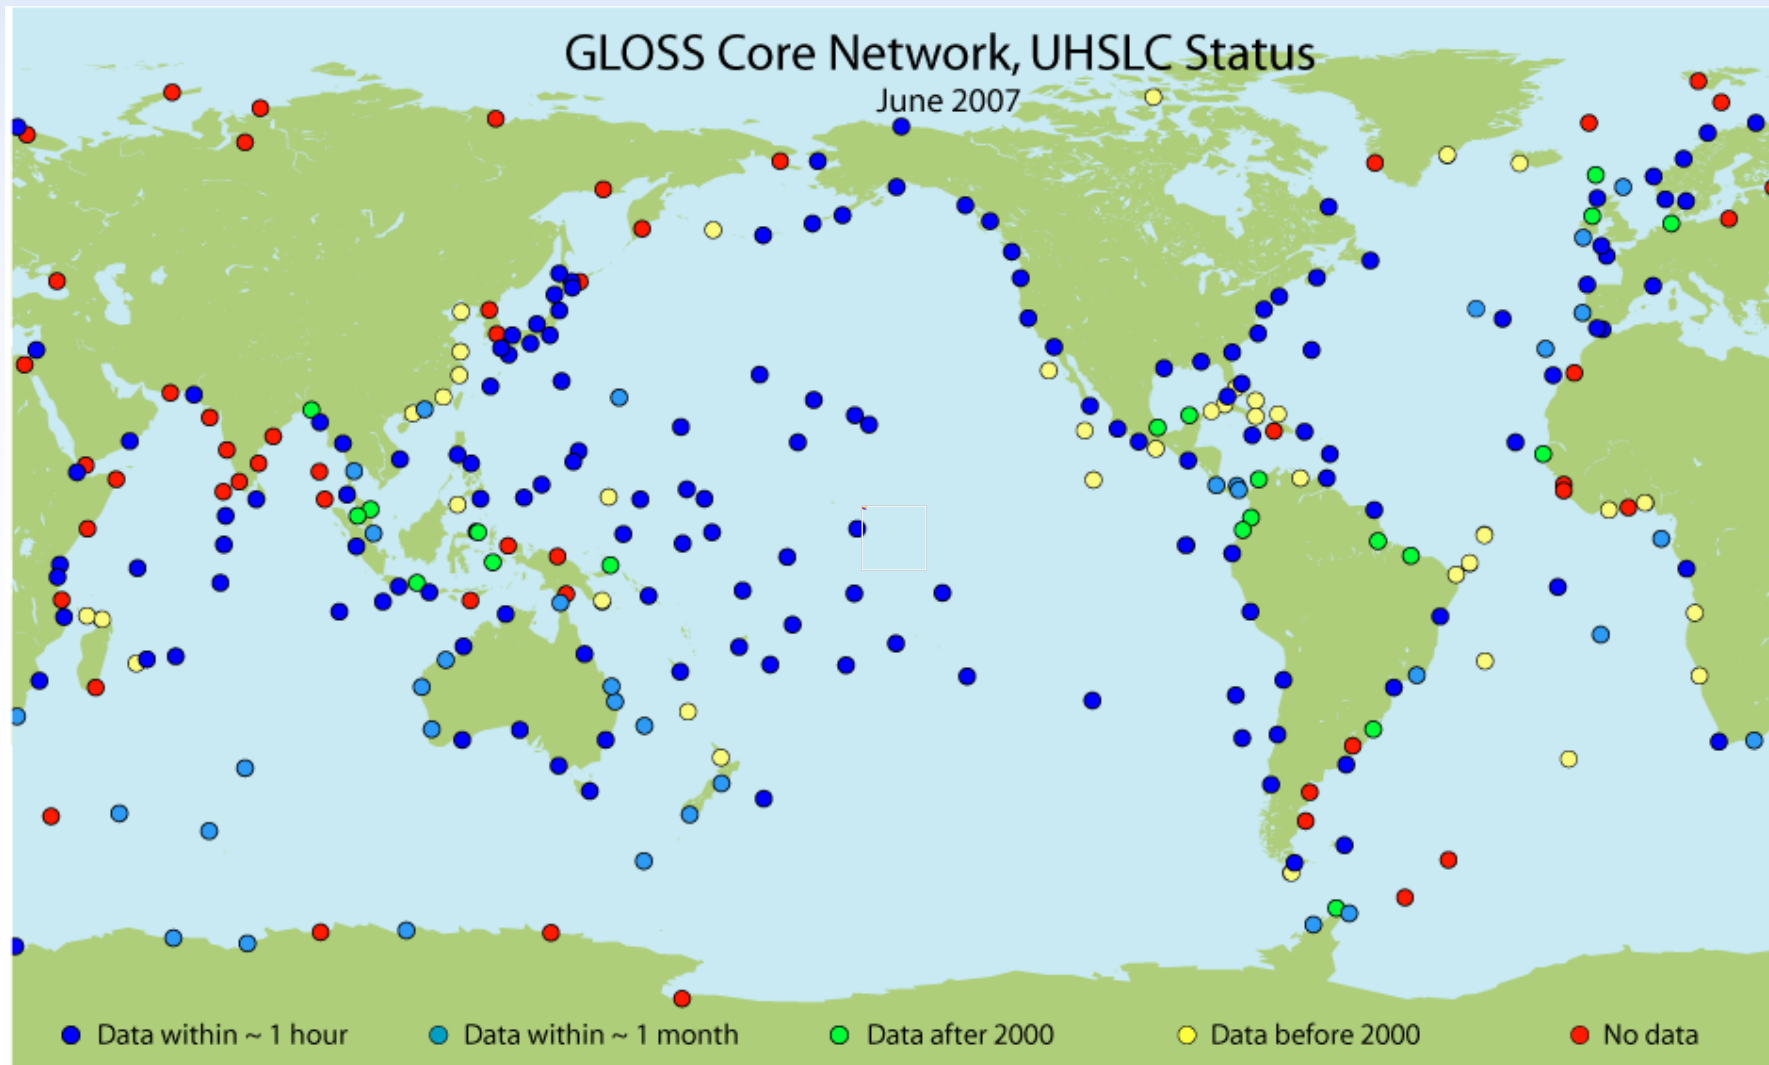 GLOSS Core Network, UHSLC Status
June 2007
Data within ~ 1 hour
Data within ~ 1 month
Data after 2000
Data before 2000
No data